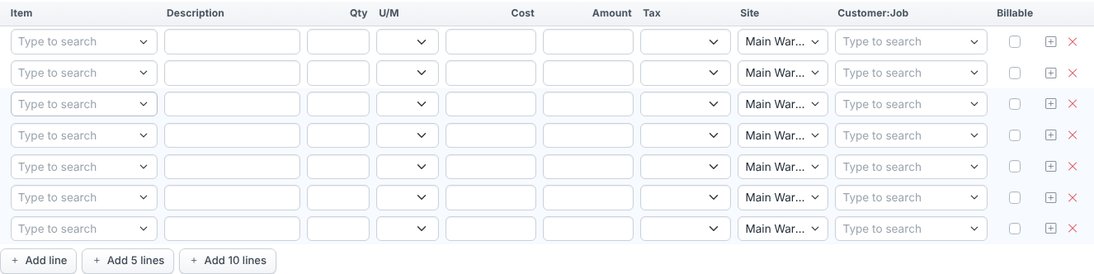 Item Description Qty U/M Cost Amount Tax Site Customer:Job Billable
Type to search Main War... Type to search
Type to search Main War... Type to search
Type to search Main War... Type to search
Type to search Main War... Type to search
Type to search Main War... Type to search
Type to search Main War... Type to search
Type to search Main War... Type to search
+ Add line + Add 5 lines + Add 10 lines